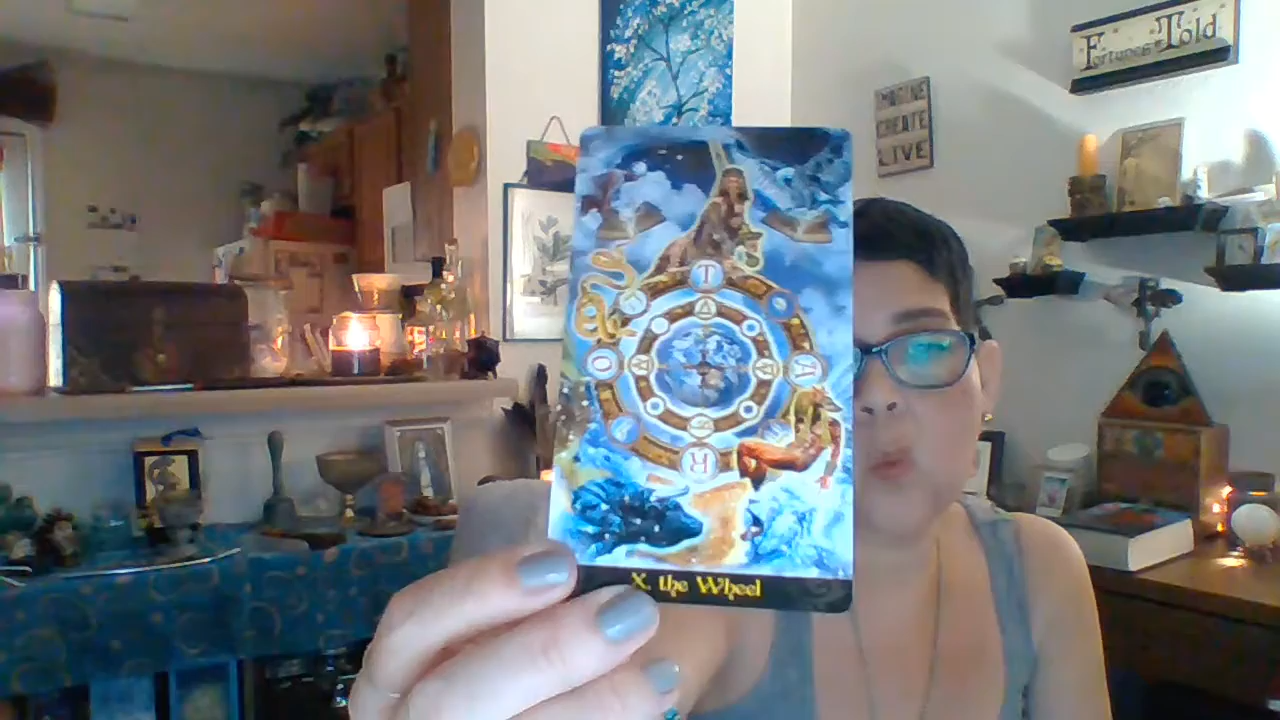 Fortunes Told
IMAGINE
CREATE
LIVE
T
O
A
R
X. the Wheel